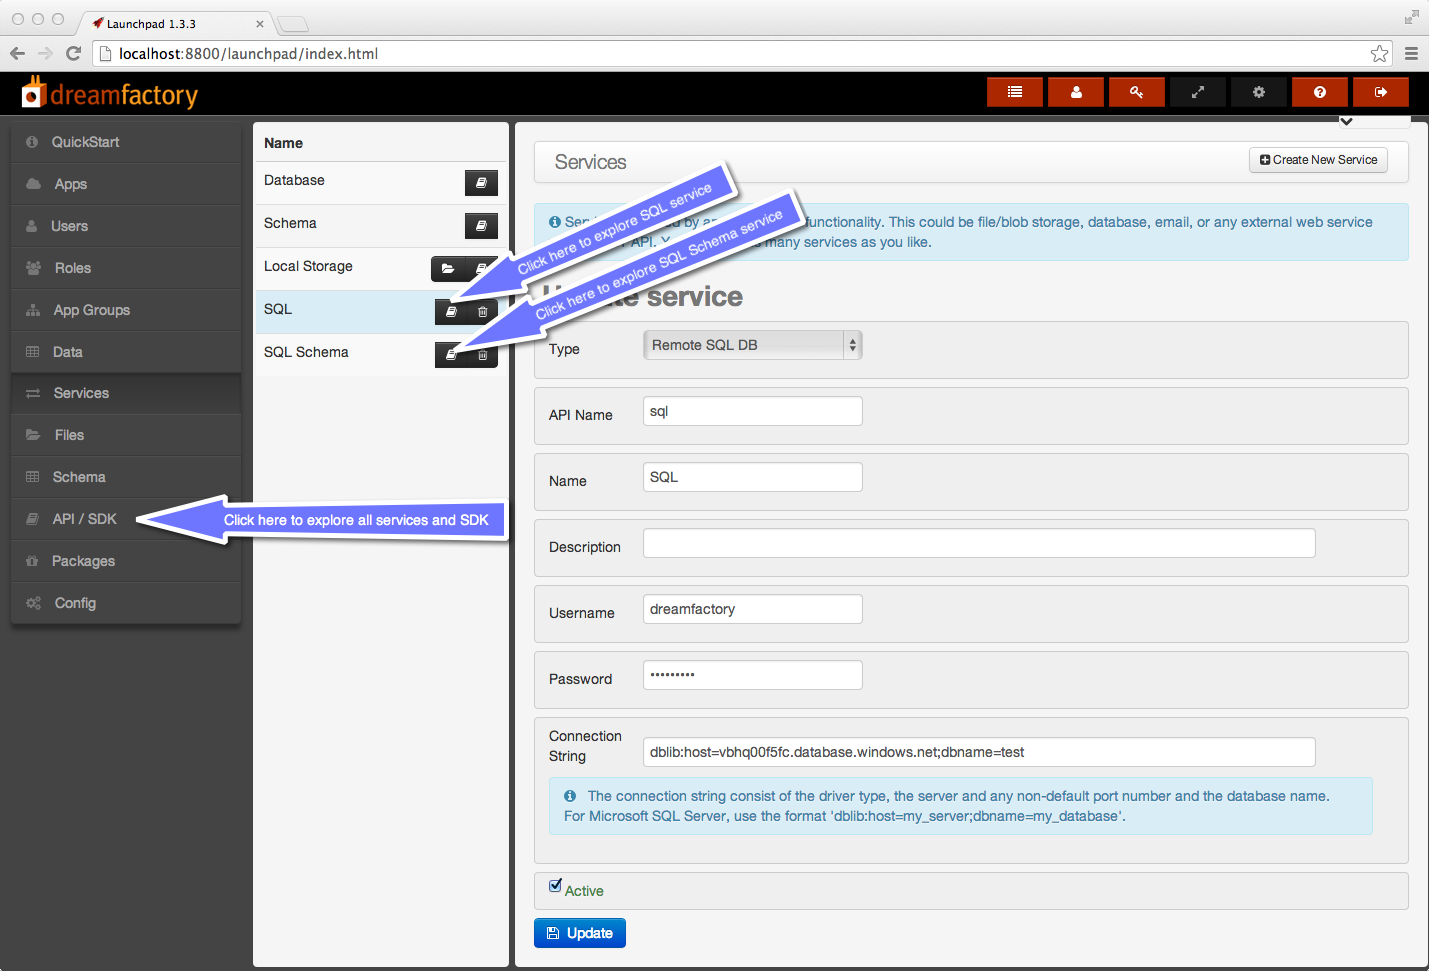 Launchpad 1.3.3
localhost:8800/launchpad/index.html
dreamfactory
QuickStart
Apps
Users
Roles
App Groups
Data
Services
Files
Schema
API / SDK
Packages
Config
Name
Database
Schema
Local Storage
SQL
SQL Schema
Click here to explore SQL service
Click here to explore SQL Schema service
Click here to explore all services and SDK
Services
Create New Service
by functionality. This could be file/blob storage, database, email, or any external web service
API. many services as you like.
service
Type
Remote SQL DB
API Name
sql
Name
SQL
Description
Username
dreamfactory
Password
•••••••••
Connection
String
dblib:host=vbhq00f5fc.database.windows.net;dbname=test
The connection string consist of the driver type, the server and any non-default port number and the database name.
For Microsoft SQL Server, use the format 'dblib:host=my_server;dbname=my_database'.
Active
Update